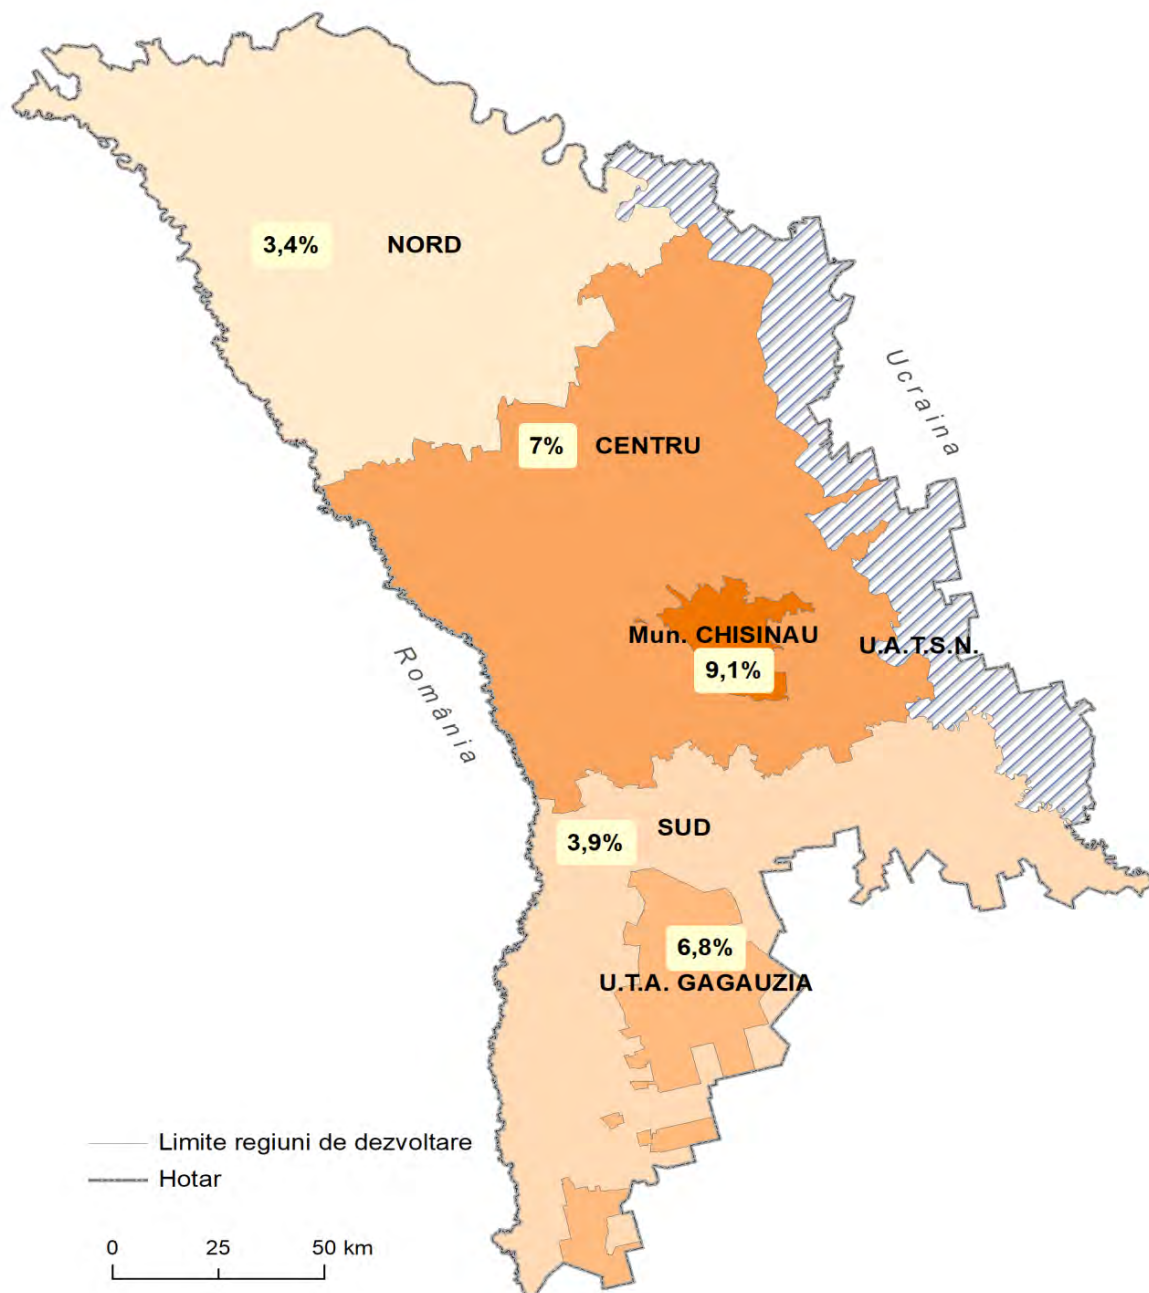 3,4%
NORD
Ucraina
7%
CENTRU
Mun. CHISINAU
9,1%
U.A.T.S.N.
România
SUD
3,9%
6,8%
U.T.A. GAGAUZIA
Limite regiuni de dezvoltare
Hotar
0 25 50 km